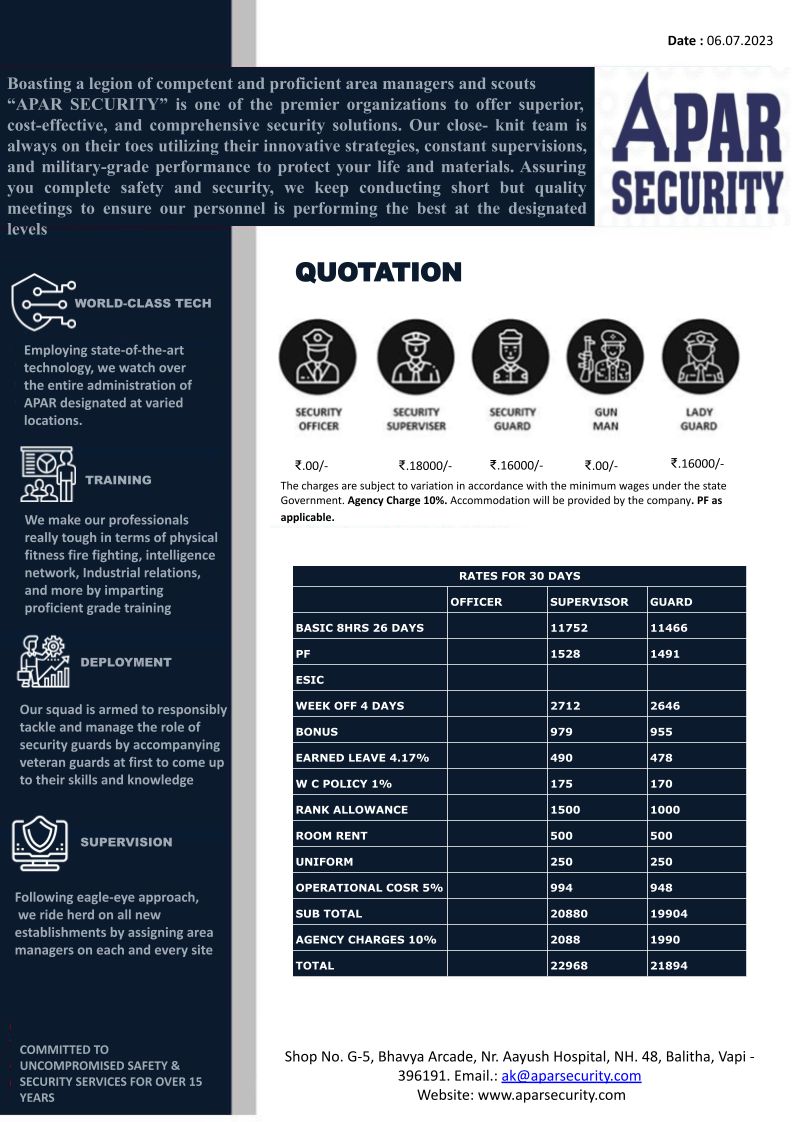 Date : 06.07.2023
Boasting a legion of competent and proficient area managers and scouts
“APAR SECURITY” is one of the premier organizations to offer superior,
cost-effective, and comprehensive security solutions. Our close- knit team is
always on their toes utilizing their innovative strategies, constant supervisions,
and military-grade performance to protect your life and materials. Assuring
you complete safety and security, we keep conducting short but quality
meetings to ensure our personnel is performing the best at the designated
levels
APAR
SECURITY
WORLD-CLASS TECH
Employing state-of-the-art
technology, we watch over
the entire administration of
APAR designated at varied
locations.
TRAINING
We make our professionals
really tough in terms of physical
fitness fire fighting, intelligence
network, Industrial relations,
and more by imparting
proficient grade training
DEPLOYMENT
Our squad is armed to responsibly
tackle and manage the role of
security guards by accompanying
veteran guards at first to come up
to their skills and knowledge
SUPERVISION
Following eagle-eye approach,
we ride herd on all new
establishments by assigning area
managers on each and every site
COMMITTED TO
UNCOMPROMISED SAFETY &
SECURITY SERVICES FOR OVER 15
YEARS
QUOTATION
SECURITY OFFICER
SECURITY SUPERVISER
SECURITY GUARD
GUN MAN
LADY GUARD
₹.00/- ₹.18000/- ₹.16000/- ₹.00/- ₹.16000/-
The charges are subject to variation in accordance with the minimum wages under the state
Government. Agency Charge 10%. Accommodation will be provided by the company. PF as
applicable.
RATES FOR 30 DAYS
OFFICER SUPERVISOR GUARD
BASIC 8HRS 26 DAYS 11752 11466
PF 1528 1491
ESIC
WEEK OFF 4 DAYS 2712 2646
BONUS 979 955
EARNED LEAVE 4.17% 490 478
W C POLICY 1% 175 170
RANK ALLOWANCE 1500 1000
ROOM RENT 500 500
UNIFORM 250 250
OPERATIONAL COSR 5% 994 948
SUB TOTAL 20880 19904
AGENCY CHARGES 10% 2088 1990
TOTAL 22968 21894
Shop No. G-5, Bhavya Arcade, Nr. Aayush Hospital, NH. 48, Balitha, Vapi -
396191. Email.: ak@aparsecurity.com
Website: www.aparsecurity.com